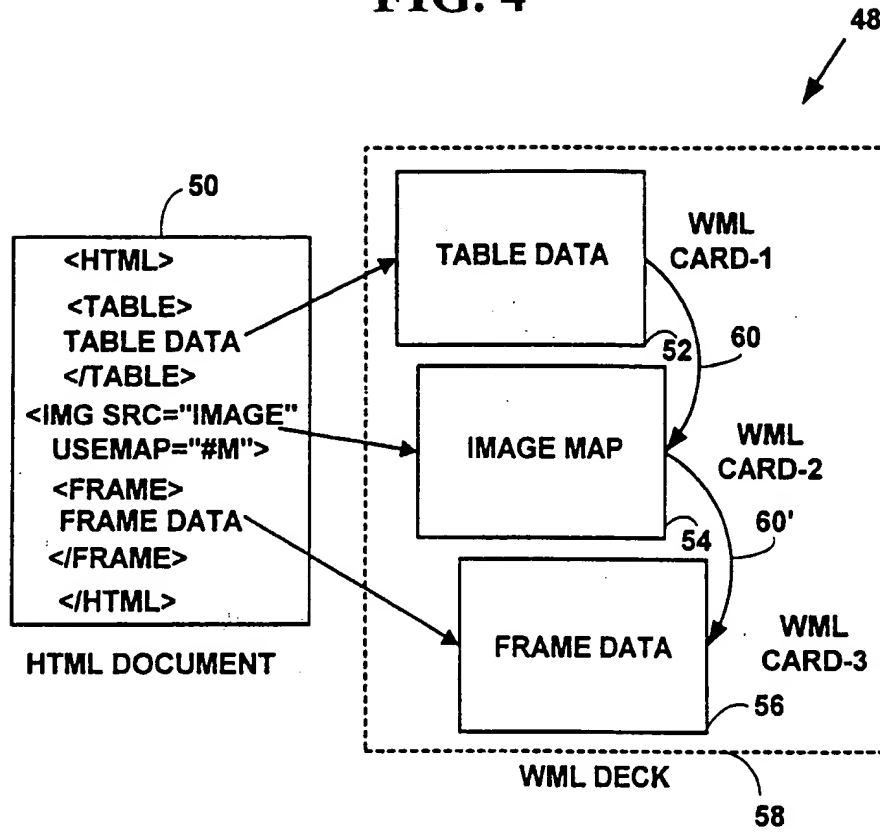 FIG. 4
48
50
<HTML>
<TABLE>
TABLE DATA
</TABLE>
<IMG SRC="IMAGE"
USEMAP="#M">
<FRAME>
FRAME DATA
</FRAME>
</HTML>
HTML DOCUMENT
TABLE DATA
WML
CARD-1
52
60
IMAGE MAP
WML
CARD-2
54
60'
FRAME DATA
WML
CARD-3
56
WML DECK
58